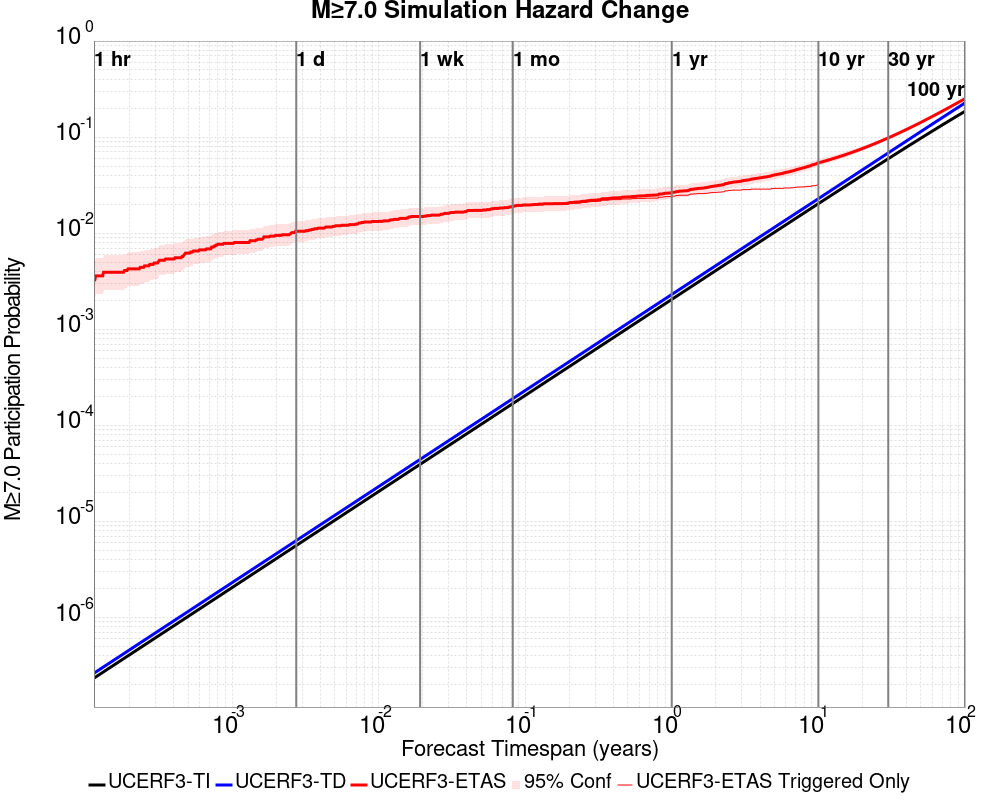 M≥7.0 Simulation Hazard Change
10^0
10^-1
10^-2
10^-3
10^-4
10^-5
10^-6
M≥7.0 Participation Probability
1 hr 1 d 1 wk 1 mo 1 yr 10 yr 30 yr
100 yr
10^-3 10^-2 10^-1 10^0 10^1 10^2
Forecast Timespan (years)
UCERF3-TI UCERF3-TD UCERF3-ETAS 95% Conf UCERF3-ETAS Triggered Only